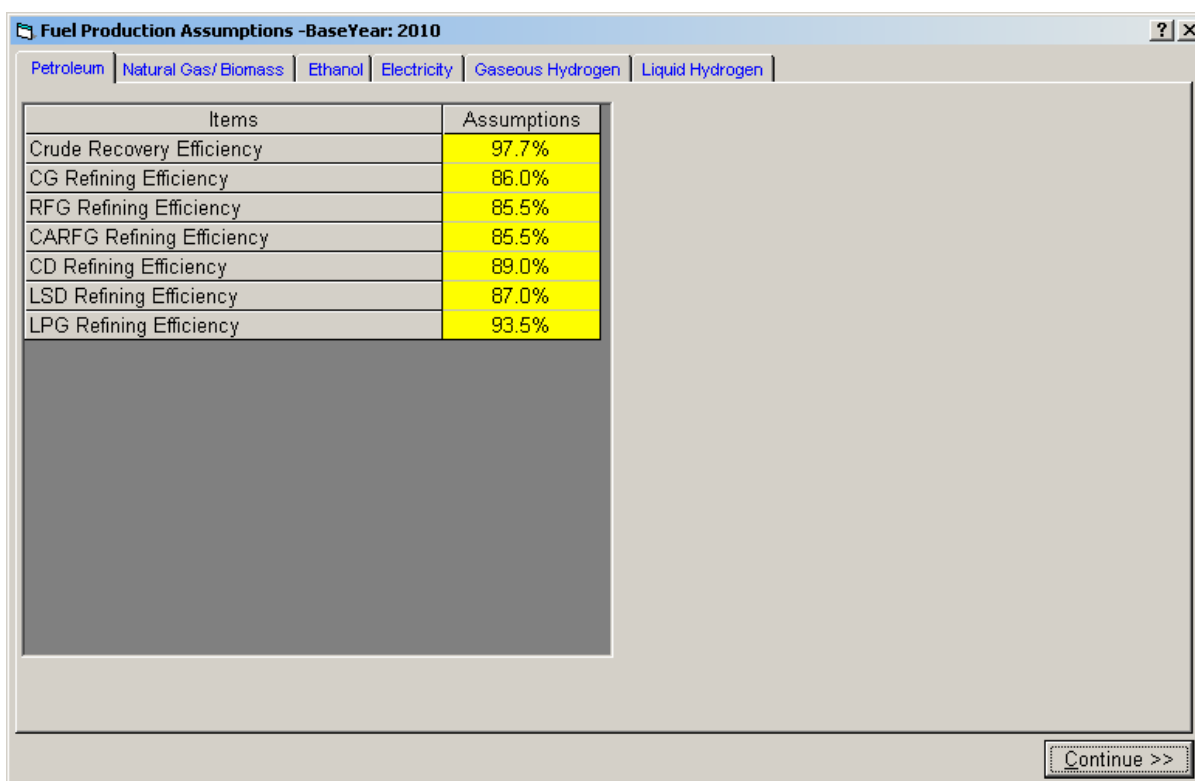 Fuel Production Assumptions -BaseYear: 2010
Petroleum Natural Gas/ Biomass Ethanol Electricity Gaseous Hydrogen Liquid Hydrogen
Items Assumptions
Crude Recovery Efficiency 97.7%
CG Refining Efficiency 86.0%
RFG Refining Efficiency 85.5%
CARFG Refining Efficiency 85.5%
CD Refining Efficiency 89.0%
LSD Refining Efficiency 87.0%
LPG Refining Efficiency 93.5%
Continue >>